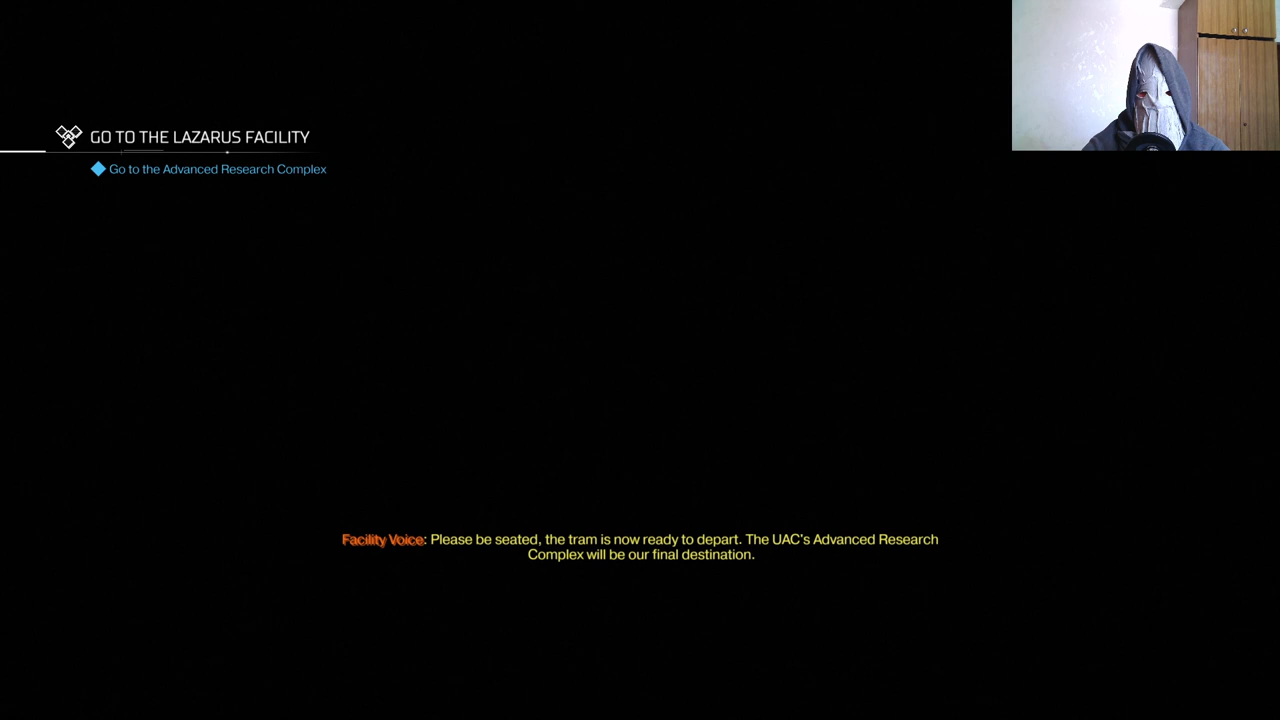 GO TO THE LAZARUS FACILITY
Go to the Advanced Research Complex
Facility Voice: Please be seated, the tram is now ready to depart. The UAC's Advanced Research
Complex will be our final destination.